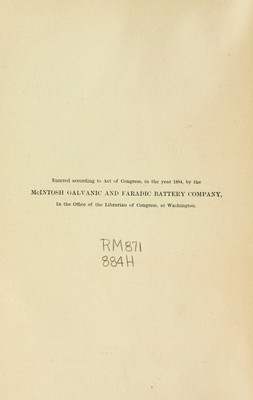 Entered according to Act of Congress, in the year 1884, by the
McINTOSH GALVANIC AND FARADIC BATTERY COMPANY,
In the Office of the Librarian of Congress, at Washington.
RM871
884H